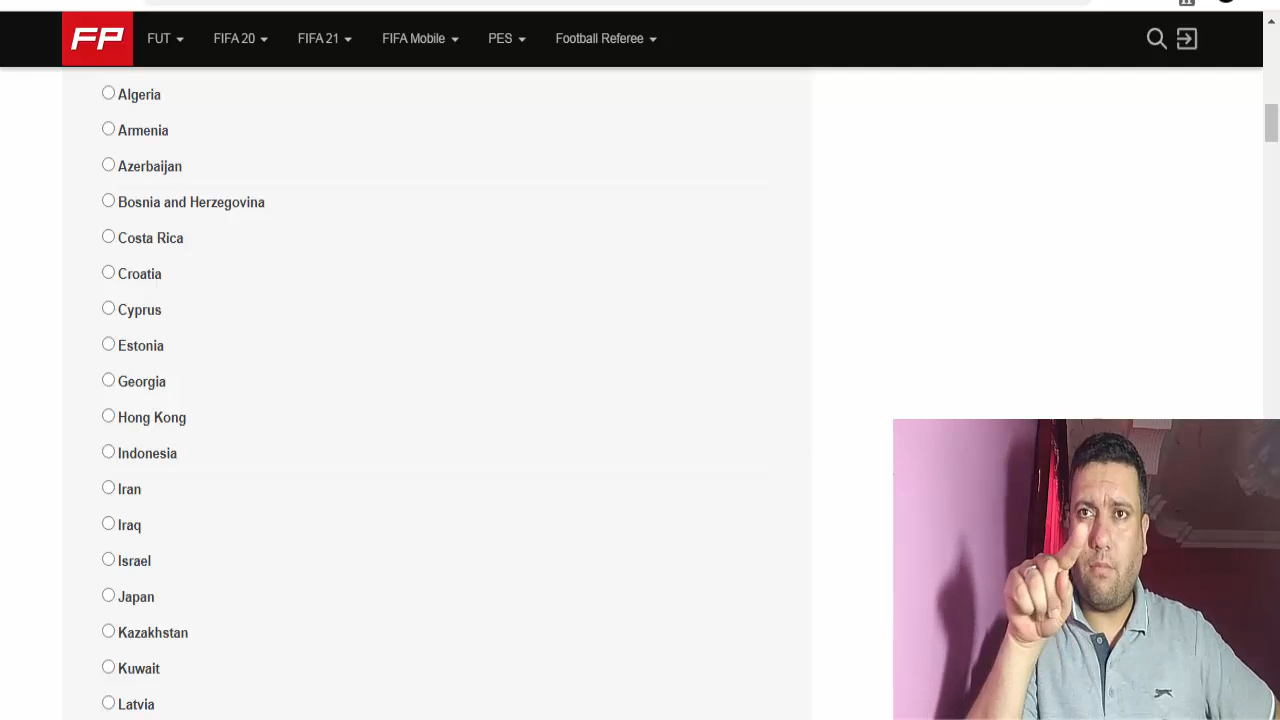 FP FUT FIFA 20 FIFA 21 FIFA Mobile PES Football Referee
Algeria
Armenia
Azerbaijan
Bosnia and Herzegovina
Costa Rica
Croatia
Cyprus
Estonia
Georgia
Hong Kong
Indonesia
Iran
Iraq
Israel
Japan
Kazakhstan
Kuwait
Latvia